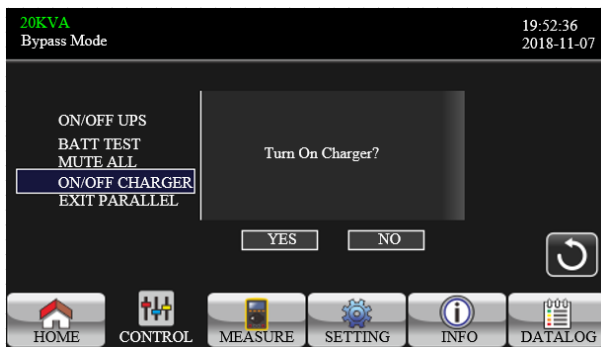 20KVA
19:52:36
Bypass Mode
2018-11-07
ON/OFF UPS
BATT TEST
MUTE ALL
ON/OFF CHARGER
EXIT PARALLEL
Turn On Charger?
YES
NO
HOME
CONTROL
MEASURE
SETTING
INFO
DATALOG